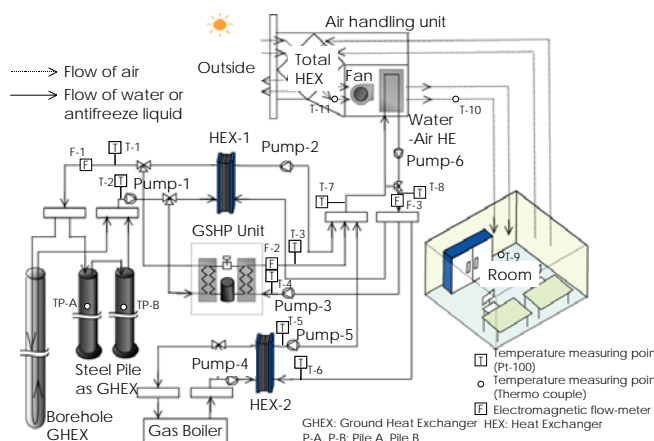 Air handling unit
Flow of air
Outside
Total
HEX
Fan
Flow of water or
antifreeze liquid
T-11
T-10
HEX-1
Water
-Air HE
F-1
T
T-1
Pump-2
F
Pump-6
T-2
T
Pump-1
T-7
T
T
T-8
F
F-3
GSHP Unit
T-3
T
F-2
F
T
T-4
T-9
Room
TP-A
TP-B
Pump-3
T
T-5
Pump-5
Steel Pile
as GHEX
Pump-4
T
T-6
T
Temperature measuring poin
(Pt-100)
Temperature measuring poin
(Thermo couple)
Borehole
GHEX
Gas Boiler
HEX-2
F
Electromagnetic flow-meter
GHEX: Ground Heat Exchanger
HEX: Heat Exchanger
P-A, P-B: Pile A, Pile B